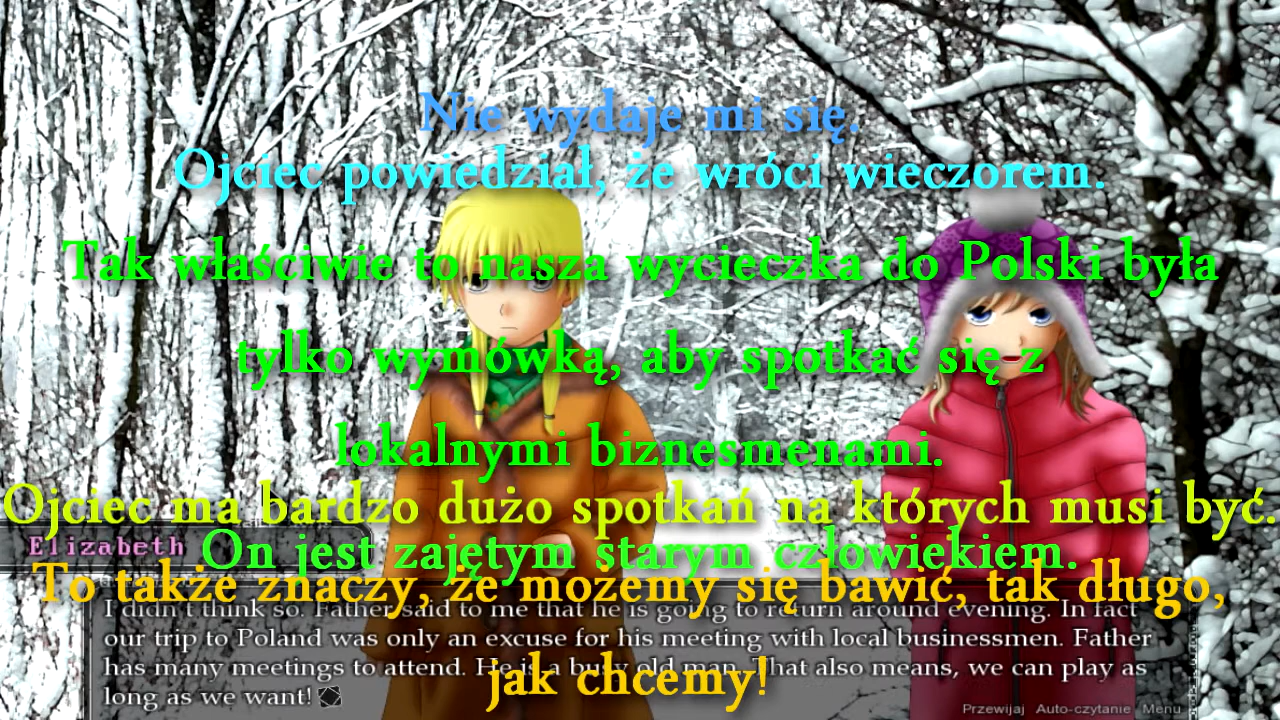 Nie wydaje mi się.
Ojciec powiedział, że wróci wieczorem.
Tak właściwie to nasza wycieczka do Polski była
tylko wymówką, aby spotkać się z
lokalnymi biznesmenami.
Ojciec ma bardzo dużo spotkań na których musi być.
Elizabeth
On jest zajętym starym człowiekiem.
To także znaczy, że możemy się bawić, tak długo,
jak chcemy!
I didn't think so. Father said to me that he is going to return around evening. In fact
our trip to Poland was only an excuse for his meeting with local businessmen. Father
has many meetings to attend. He is a busy old man. That also means, we can play as
long as we want!
Przewijaj Auto-czytanie Menu